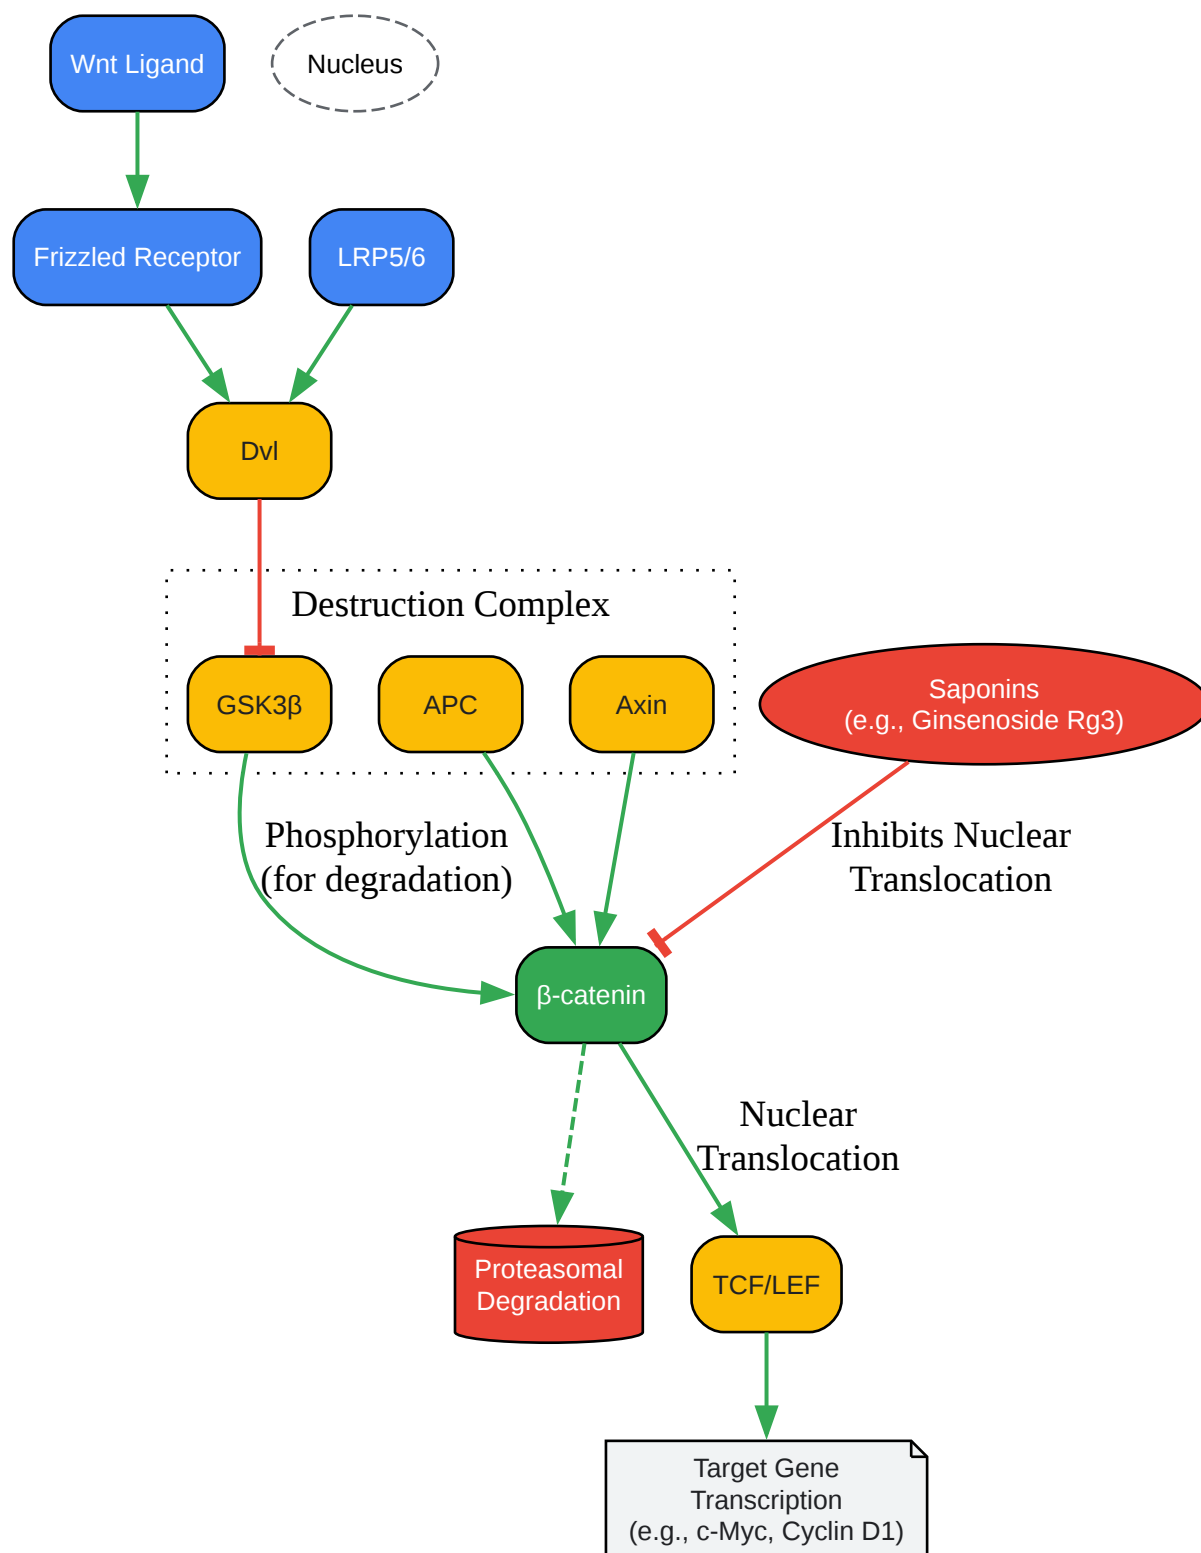 Wnt Ligand
Nucleus
Frizzled Receptor
LRP5/6
Dvl
Destruction Complex
GSK3β
APC
Axin
Saponins
(e.g., Ginsenoside Rg3)
Phosphorylation
(for degradation)
Inhibits Nuclear
Translocation
β-catenin
Nuclear
Translocation
Proteasomal
Degradation
TCF/LEF
Target Gene
Transcription
(e.g., c-Myc, Cyclin D1)